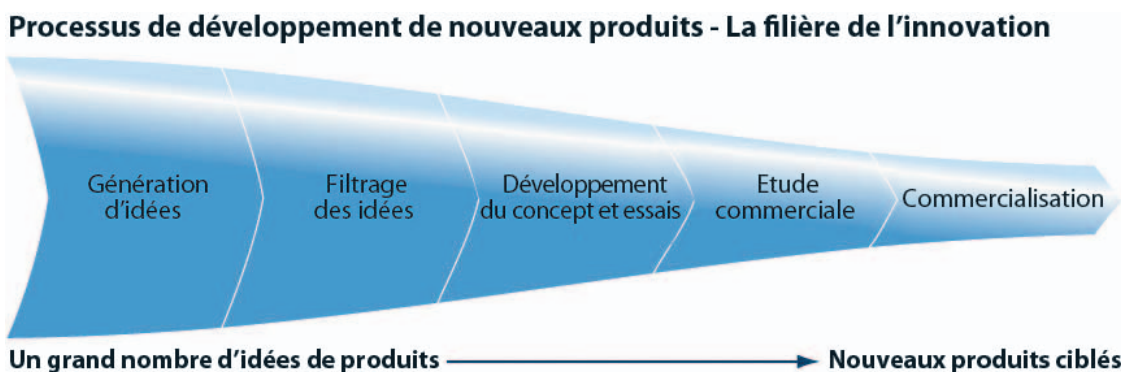 Processus de développement de nouveaux produits - La filière de l’innovation
Génération
d’idées
Filtrage
des idées
Développement
du concept et essais
Etude
commerciale
Commercialisation
Un grand nombre d’idées de produits
Nouveaux produits ciblés